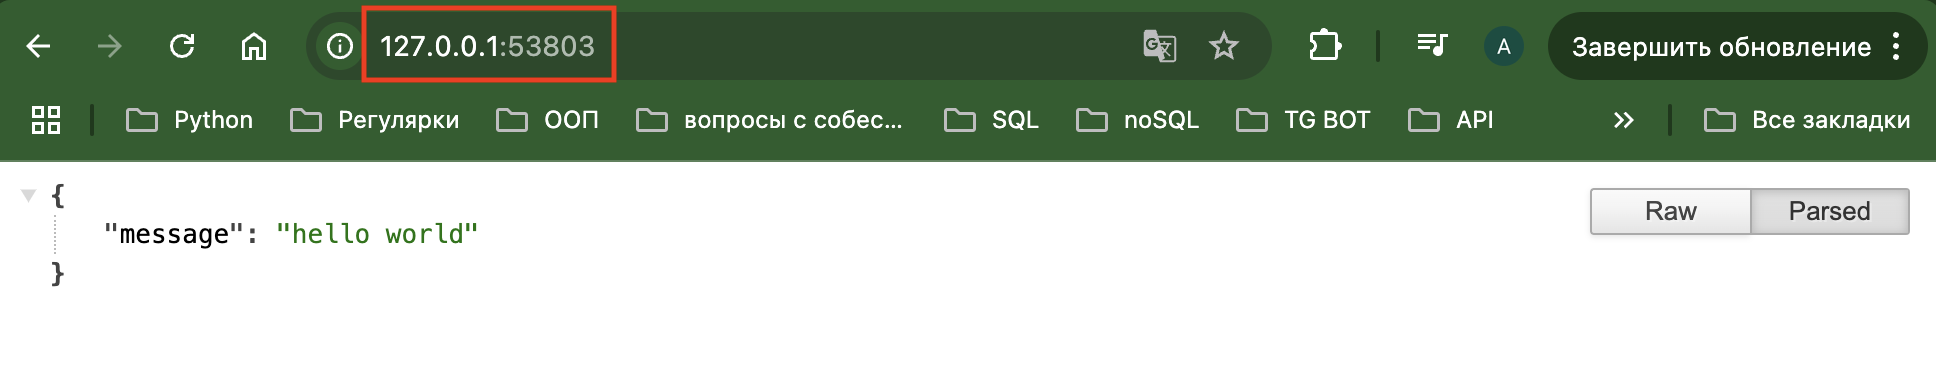 127.0.0.1:53803
A
Завершить обновление
Python
Регулярки
ООП
вопросы с собес...
SQL
noSQL
TG BOT
API
Все закладки
{
"message": "hello world"
}
Raw
Parsed